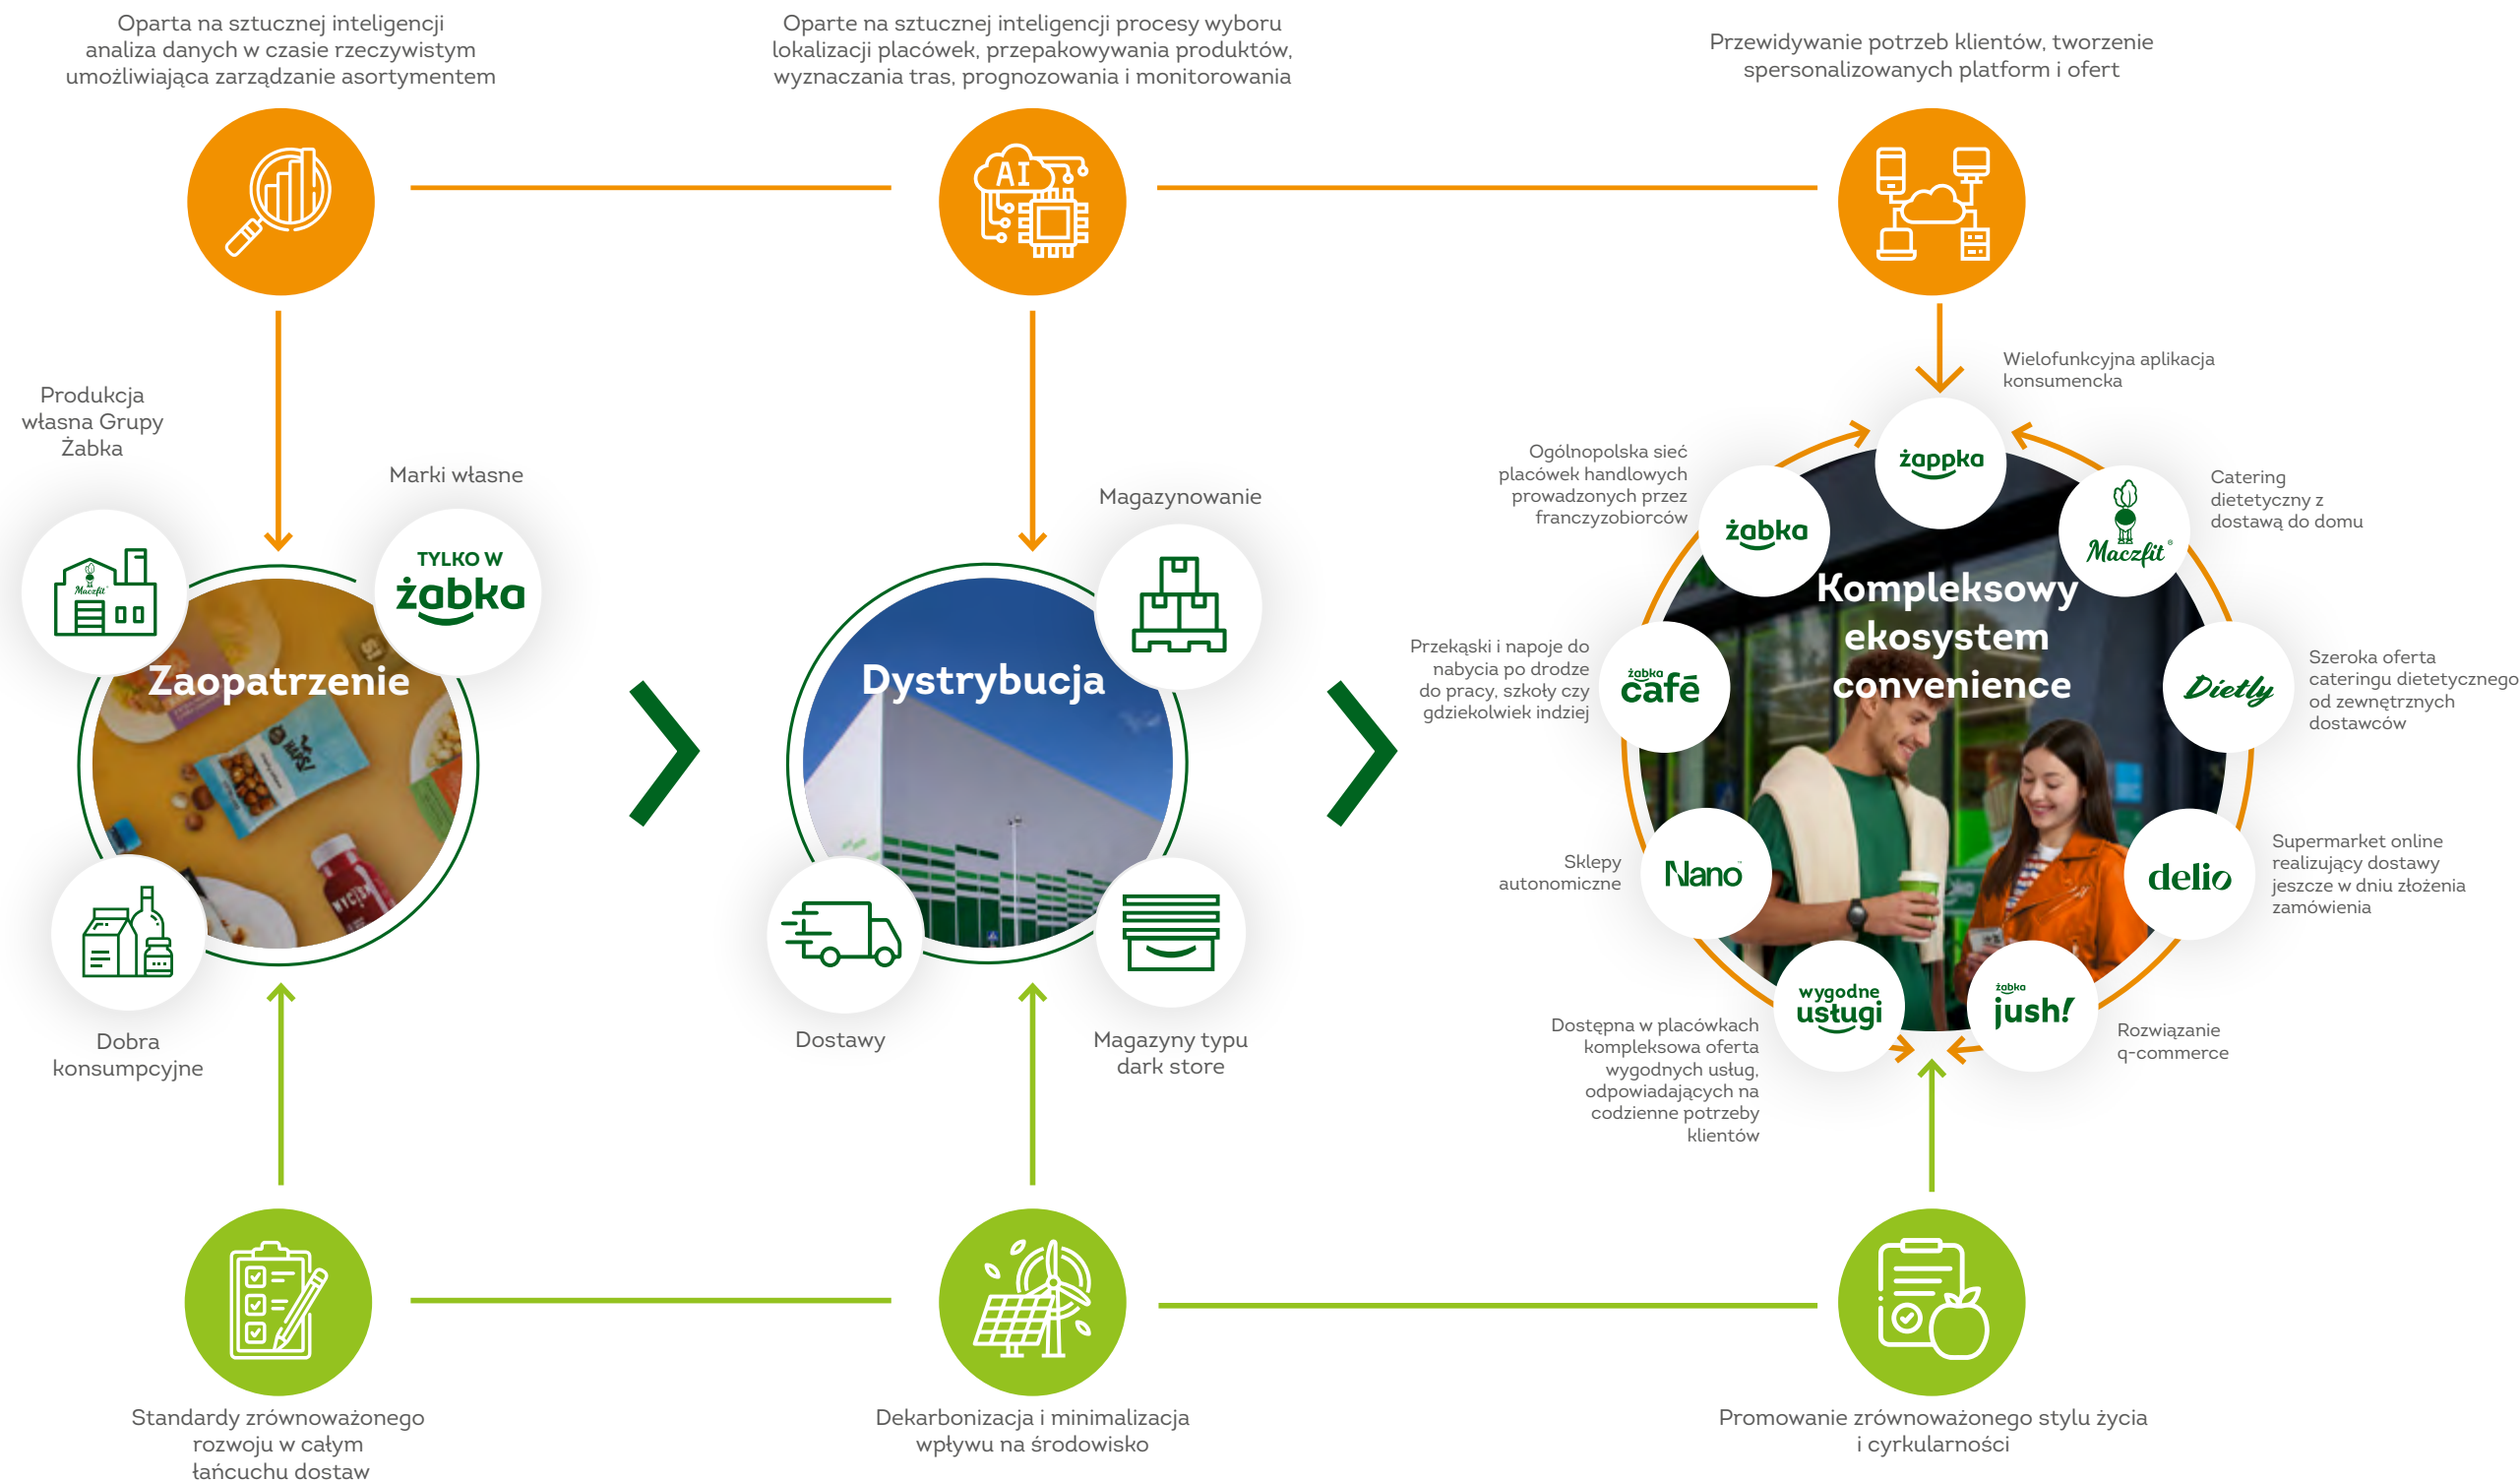 Oparta na sztucznej inteligencji
analiza danych w czasie rzeczywistym
umożliwiająca zarządzanie asortymentem
Oparte na sztucznej inteligencji procesy wyboru
lokalizacji placówek, przepakowywania produktów,
wyznaczania tras, prognozowania i monitorowania
Przewidywanie potrzeb klientów, tworzenie
spersonalizowanych platform i ofert
AI
Produkcja
własna Grupy
Żabka
Marki własne
Maczfit
TYLKO W
żabka
Zaopatrzenie
HAPS!
Dobra
konsumpcyjne
Magazynowanie
Dystrybucja
Dostawy
Magazyny typu
dark store
Wielofunkcyjna aplikacja
konsumencka
żappka
Ogólnopolska sieć
placówek handlowych
prowadzonych przez
franczyzobiorców
żabka
Catering
dietetyczny z
dostawą do domu
Maczfit®
Kompleksowy
ekosystem
convenience
Przekąski i napoje do
nabycia po drodze
do pracy, szkoły czy
gdziekolwiek indziej
żabka
café
Dietly
Szeroka oferta
cateringu dietetycznego
od zewnętrznych
dostawców
Sklepy
autonomiczne
Nano™
delio
Supermarket online
realizujący dostawy
jeszcze w dniu złożenia
zamówienia
wygodne
usługi
Dostępna w placówkach
kompleksowa oferta
wygodnych usług,
odpowiadających na
codzienne potrzeby
klientów
żabka
jush!
Rozwiązanie
q-commerce
Standardy zrównoważonego
rozwoju w całym
łańcuchu dostaw
Dekarbonizacja i minimalizacja
wpływu na środowisko
Promowanie zrównoważonego stylu życia
i cyrkularności